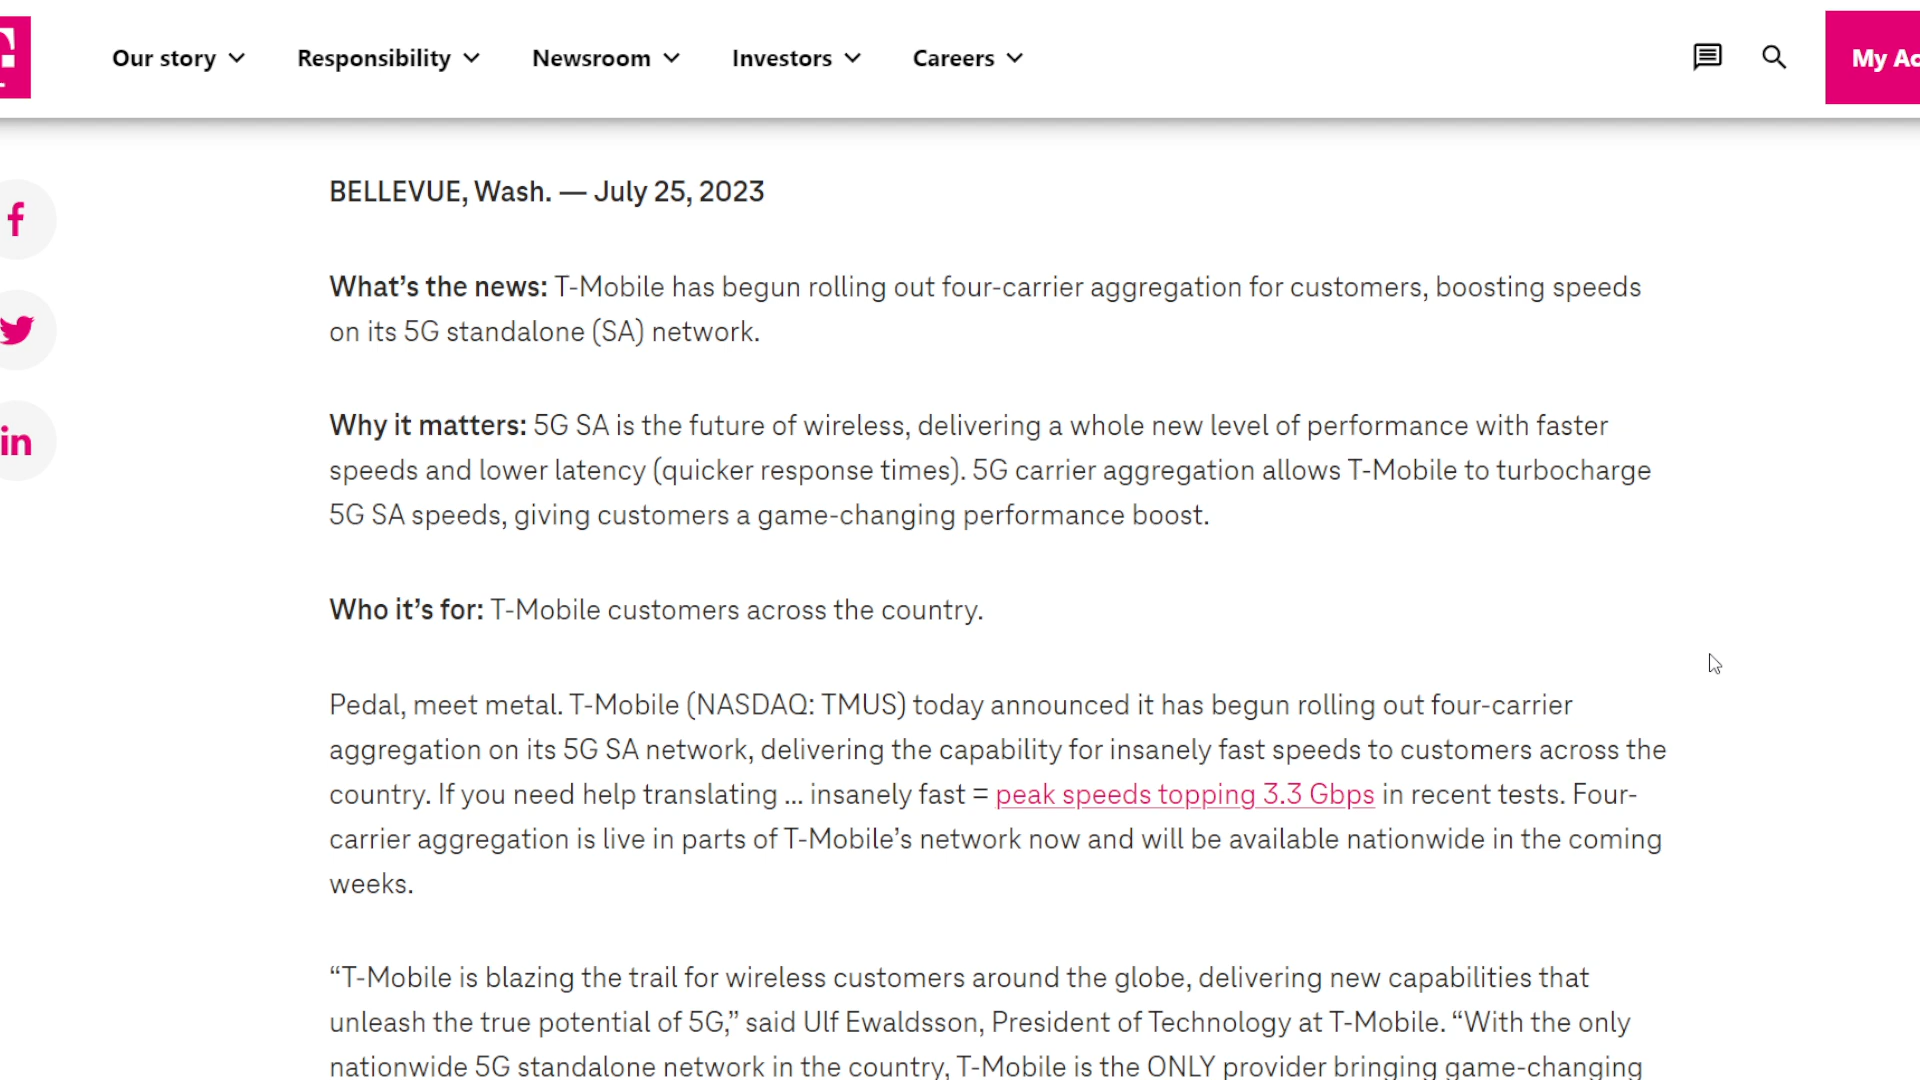 Our story
Responsibility
Newsroom
Investors
Careers
My Ac
BELLEVUE, Wash. — July 25, 2023
What’s the news: T-Mobile has begun rolling out four-carrier aggregation for customers, boosting speeds
on its 5G standalone (SA) network.
Why it matters: 5G SA is the future of wireless, delivering a whole new level of performance with faster
speeds and lower latency (quicker response times). 5G carrier aggregation allows T-Mobile to turbocharge
5G SA speeds, giving customers a game-changing performance boost.
Who it’s for: T-Mobile customers across the country.
Pedal, meet metal. T-Mobile (NASDAQ: TMUS) today announced it has begun rolling out four-carrier
aggregation on its 5G SA network, delivering the capability for insanely fast speeds to customers across the
country. If you need help translating ... insanely fast = peak speeds topping 3.3 Gbps in recent tests. Four-
carrier aggregation is live in parts of T-Mobile’s network now and will be available nationwide in the coming
weeks.
“T-Mobile is blazing the trail for wireless customers around the globe, delivering new capabilities that
unleash the true potential of 5G,” said Ulf Ewaldsson, President of Technology at T-Mobile. “With the only
nationwide 5G standalone network in the country, T-Mobile is the ONLY provider bringing game-changing